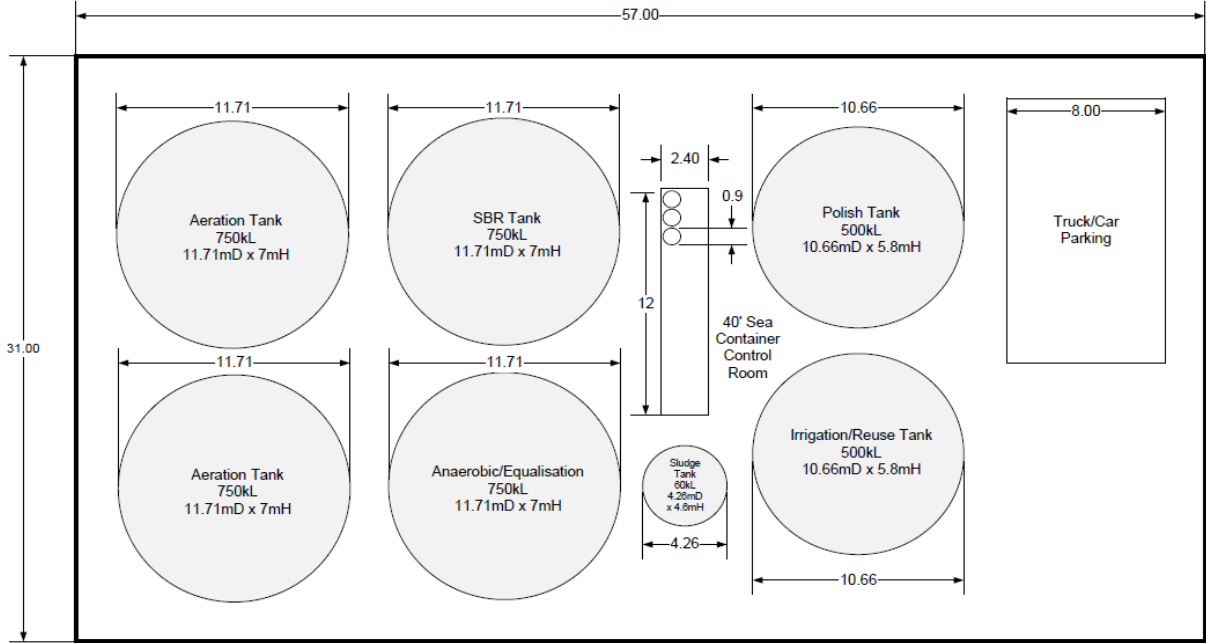 57.00
11.71
11.71
10.66
8.00
2.40
0.9
Aeration Tank
750kL
11.71mD x 7mH
SBR Tank
750kL
11.71mD x 7mH
Polish Tank
500kL
10.66mD x 5.8mH
Truck/Car
Parking
12
40' Sea
Container
Control
Room
31.00
11.71
11.71
Aeration Tank
750kL
11.71mD x 7mH
Anaerobic/Equalisation
750kL
11.71mD x 7mH
Sludge
Tank
60kL
4.26mD
x 4.6mH
Irrigation/Reuse Tank
500kL
10.66mD x 5.8mH
4.26
10.66